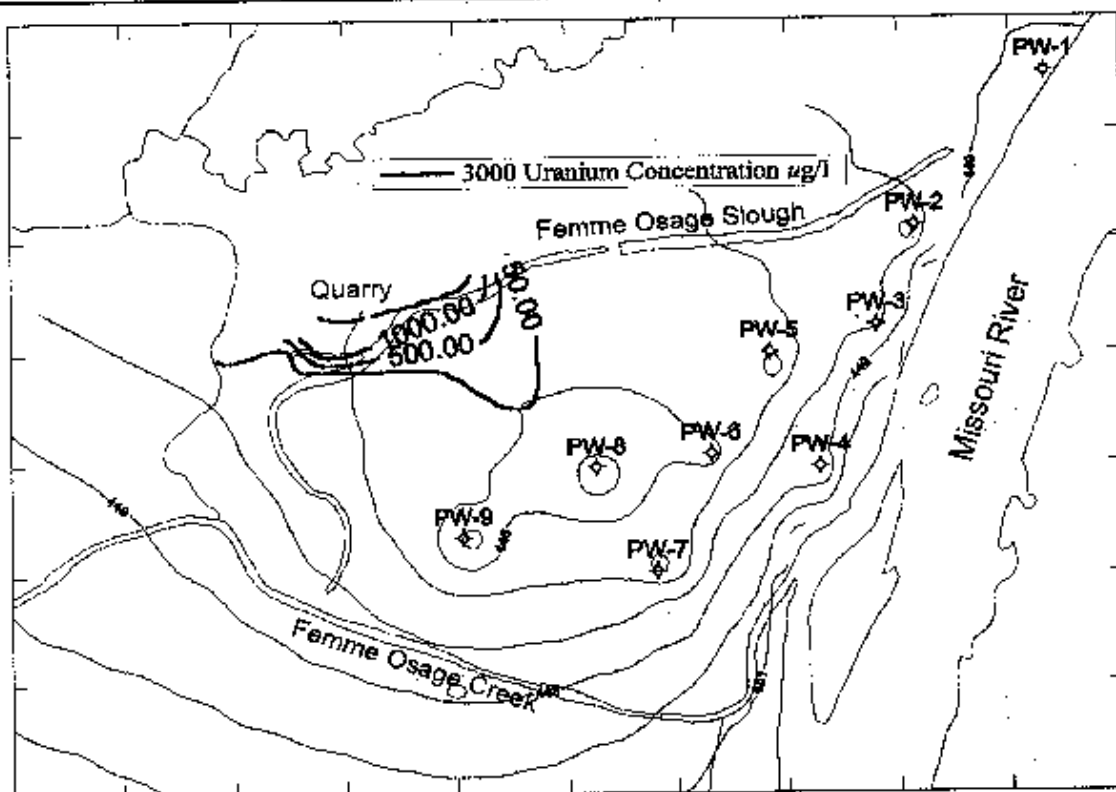 PW-1
3000 Uranium Concentration µg/l
PW-2
Femme Osage Slough
Quarry
1000.00
500.00
PW-3
PW-5
Missouri River
PW-6
PW-4
PW-8
PW-9
PW-7
Femme Osage Creek